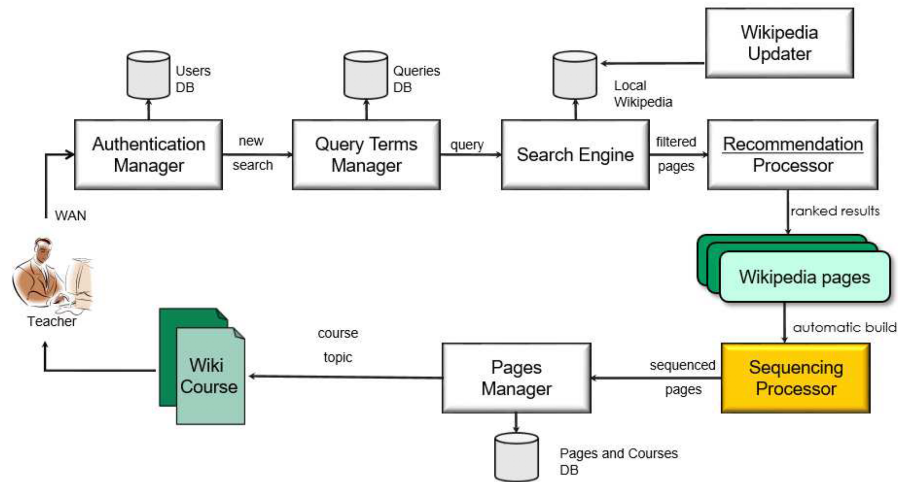 Wikipedia
Updater
Users
DB
Queries
DB
Local
Wikipedia
Authentication
Manager
new
search
Query Terms
Manager
query
Search Engine
filtered
pages
Recommendation
Processor
WAN
ranked results
Teacher
Wikipedia pages
automatic build
Wiki
Course
course
topic
Pages
Manager
sequenced
pages
Sequencing
Processor
Pages and Courses
DB